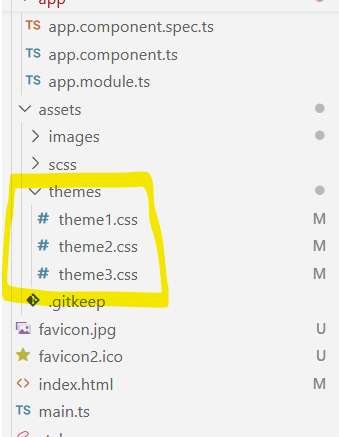 app
TS app.component.spec.ts
TS app.component.ts
TS app.module.ts
assets
images
scss
themes
# theme1.css M
# theme2.css M
# theme3.css M
.gitkeep
favicon.jpg U
favicon2.ico U
<> index.html M
TS main.ts